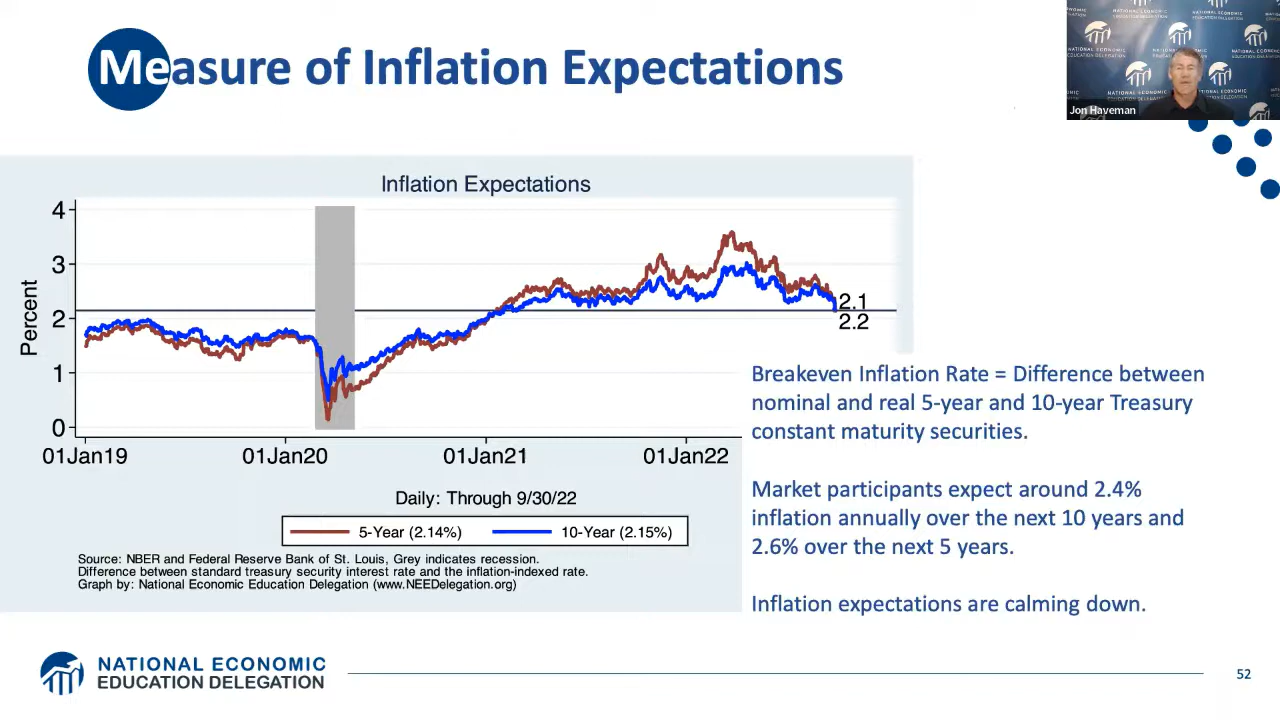 Measure of Inflation Expectations
Jon Haveman
Inflation Expectations
4
3
2
1
0
Percent
2.1
2.2
01Jan19
01Jan20
01Jan21
01Jan22
Daily: Through 9/30/22
5-Year (2.14%)
10-Year (2.15%)
Source: NBER and Federal Reserve Bank of St. Louis, Grey indicates recession.
Difference between standard treasury security interest rate and the inflation-indexed rate.
Graph by: National Economic Education Delegation (www.NEEDelegation.org)
Breakeven Inflation Rate = Difference between
nominal and real 5-year and 10-year Treasury
constant maturity securities.
Market participants expect around 2.4%
inflation annually over the next 10 years and
2.6% over the next 5 years.
Inflation expectations are calming down.
NATIONAL ECONOMIC
EDUCATION DELEGATION
52